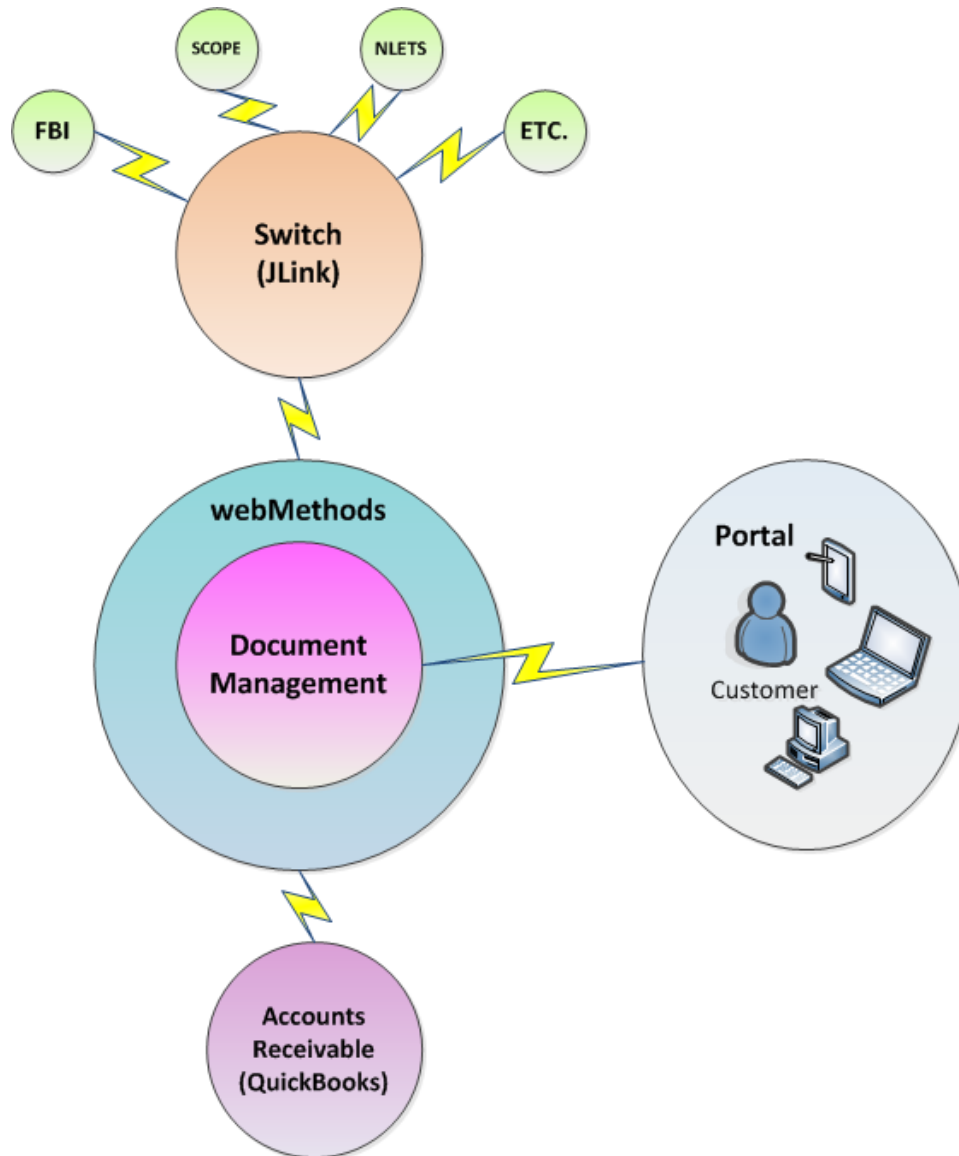 SCOPE
NLETS
FBI
ETC.
Switch
(JLink)
webMethods
Document
Management
Portal
Customer
Accounts
Receivable
(QuickBooks)